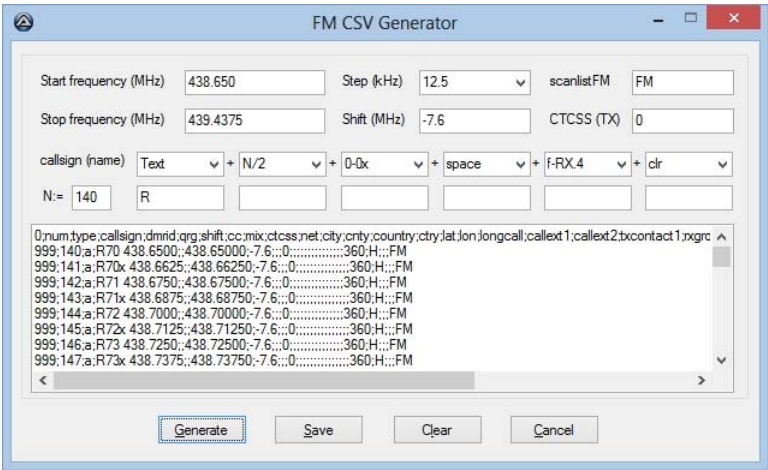 FM CSV Generator
Start frequency (MHz) 438.650 Step (kHz) 12.5 scanlistFM FM
Stop frequency (MHz) 439.4375 Shift (MHz) -7.6 CTCSS (TX) 0
callsign (name) Text + N/2 + 0-0x + space + f-RX.4 + clr
N:= 140 R
0;num;type;callsign;dmrid;qrg;shift;cc;mix;ctcss;net;city;cnty;country;ctry;lat;lon;longcall;callext1;callext2;txcontact1;rxgrc
999;140;a;R70 438.6500;;438.65000;-7.6;;;0;;;;;;;;;;;;;;;360;H;;;FM
999;141;a;R70x 438.6625;;438.66250;-7.6;;;0;;;;;;;;;;;;;;;360;H;;;FM
999;142;a;R71 438.6750;;438.67500;-7.6;;;0;;;;;;;;;;;;;;;360;H;;;FM
999;143;a;R71x 438.6875;;438.68750;-7.6;;;0;;;;;;;;;;;;;;;360;H;;;FM
999;144;a;R72 438.7000;;438.70000;-7.6;;;0;;;;;;;;;;;;;;;360;H;;;FM
999;145;a;R72x 438.7125;;438.71250;-7.6;;;0;;;;;;;;;;;;;;;360;H;;;FM
999;146;a;R73 438.7250;;438.72500;-7.6;;;0;;;;;;;;;;;;;;;360;H;;;FM
999;147;a;R73x 438.7375;;438.73750;-7.6;;;0;;;;;;;;;;;;;;;360;H;;;FM
Generate Save Clear Cancel